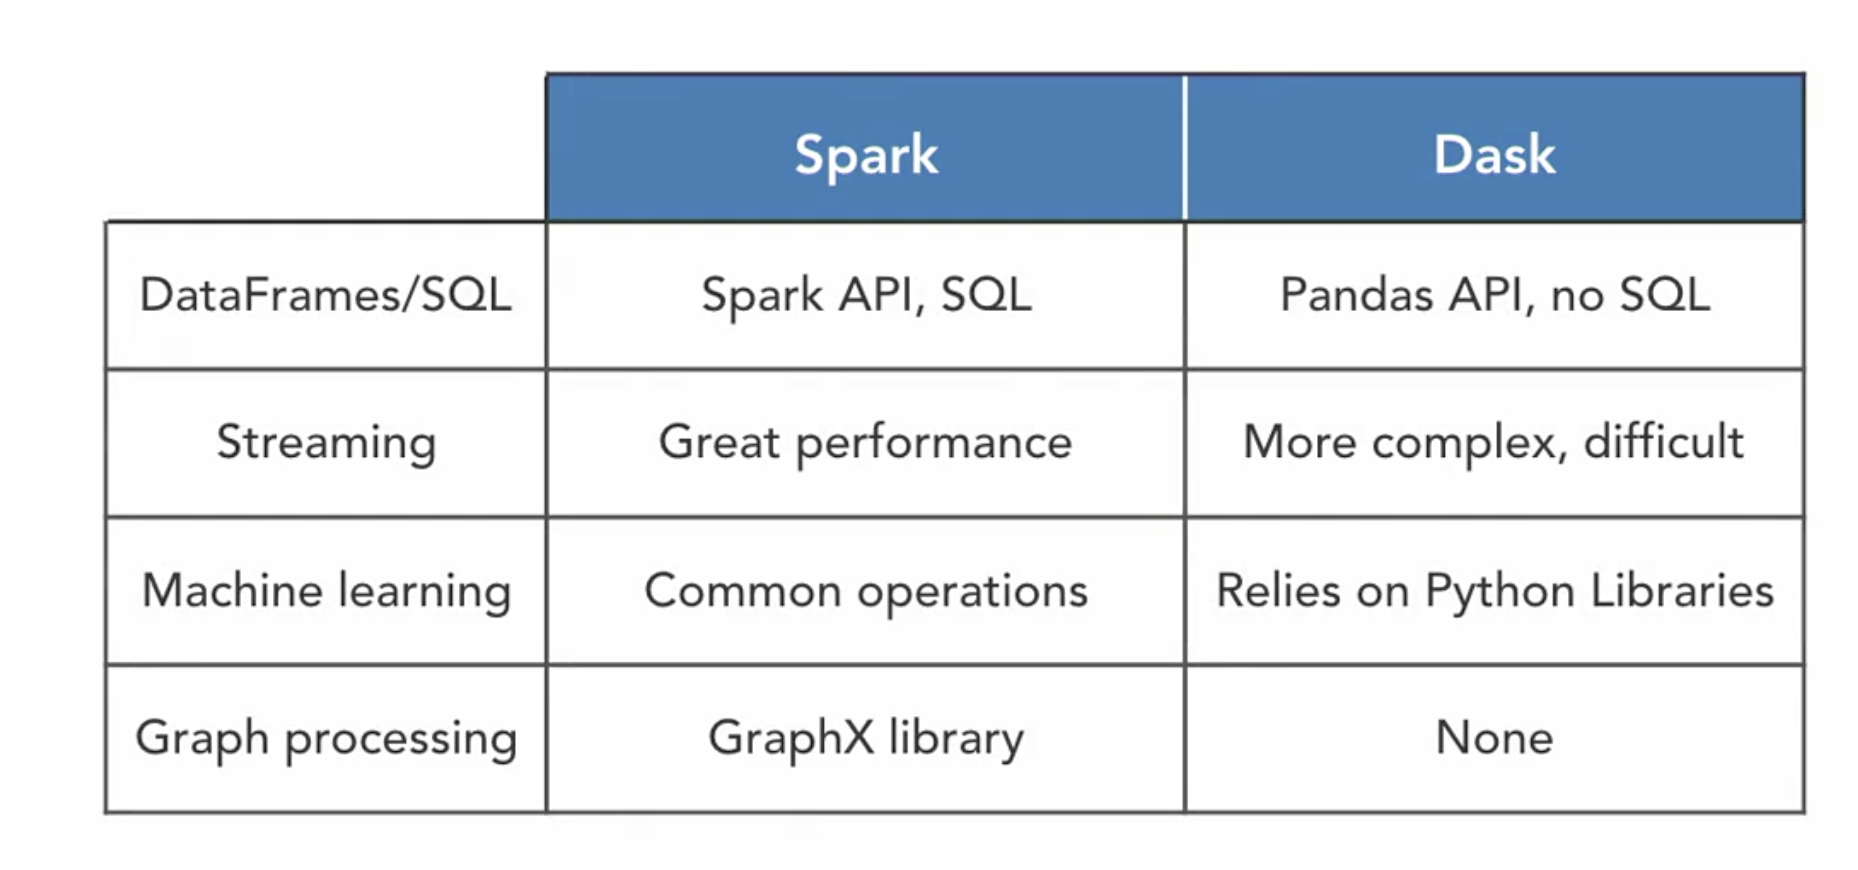 Spark Dask
DataFrames/SQL Spark API, SQL Pandas API, no SQL
Streaming Great performance More complex, difficult
Machine learning Common operations Relies on Python Libraries
Graph processing GraphX library None